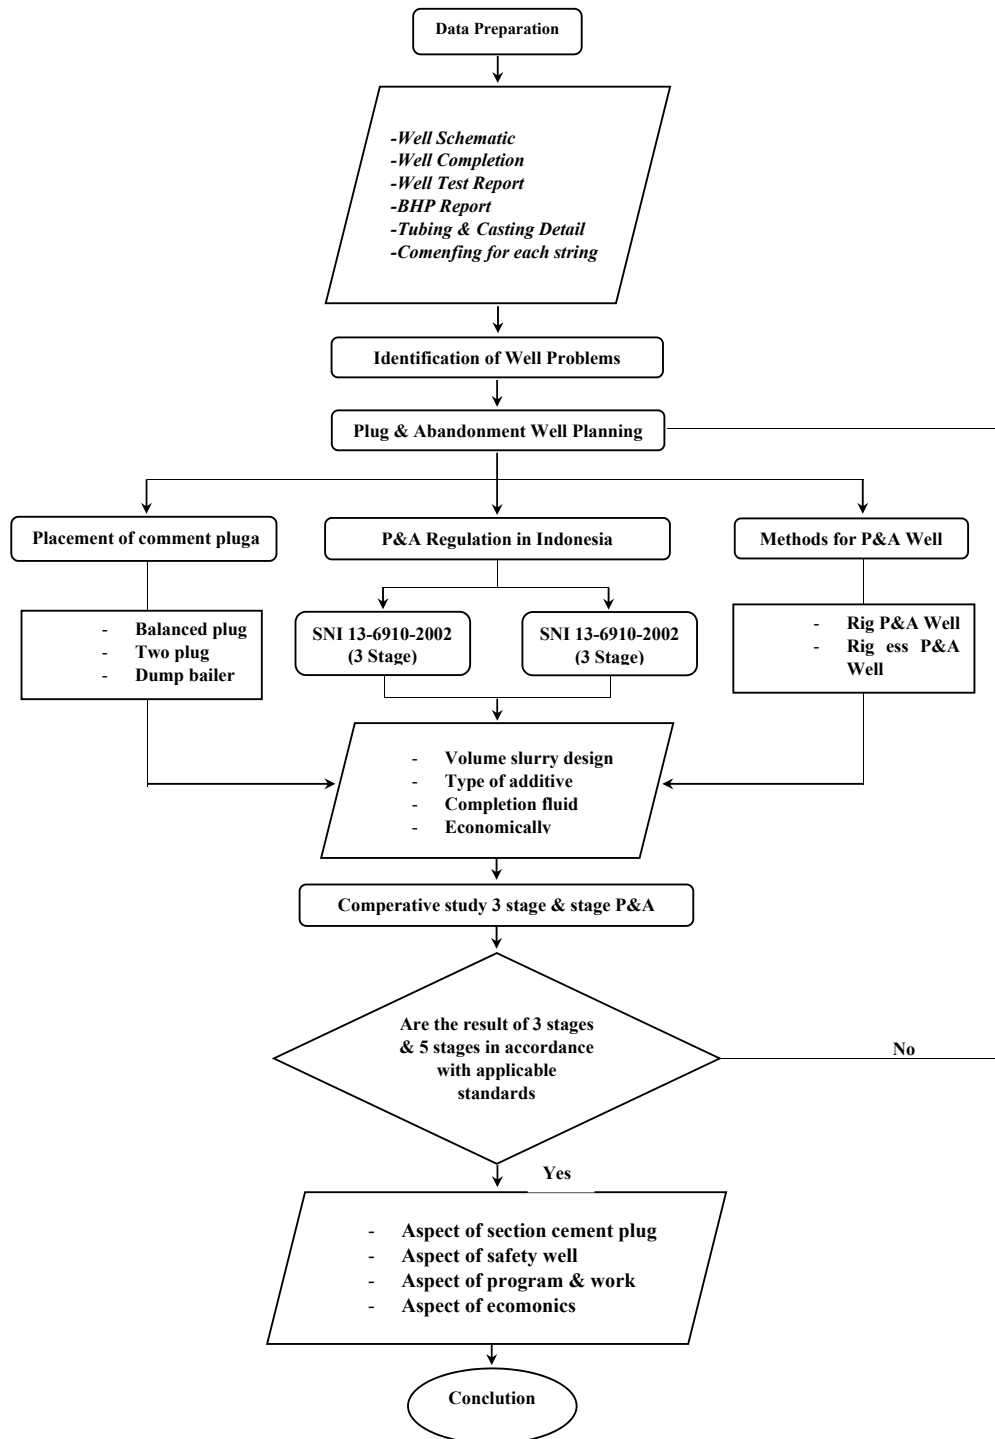 Data Preparation
-Well Schematic
-Well Completion
-Well Test Report
-BHP Report
-Tubing & Casting Detail
-Comenfing for each string
Identification of Well Problems
Plug & Abandonment Well Planning
Placement of comment pluga
P&A Regulation in Indonesia
Methods for P&A Well
- Balanced plug
- Two plug
- Dump bailer
SNI 13-6910-2002
(3 Stage)
SNI 13-6910-2002
(3 Stage)
- Rig P&A Well
- Rig ess P&A
Well
- Volume slurry design
- Type of additive
- Completion fluid
- Economically
Comperative study 3 stage & stage P&A
Are the result of 3 stages
& 5 stages in accordance
with applicable
standards
No
Yes
- Aspect of section cement plug
- Aspect of safety well
- Aspect of program & work
- Aspect of ecomonics
Conclution